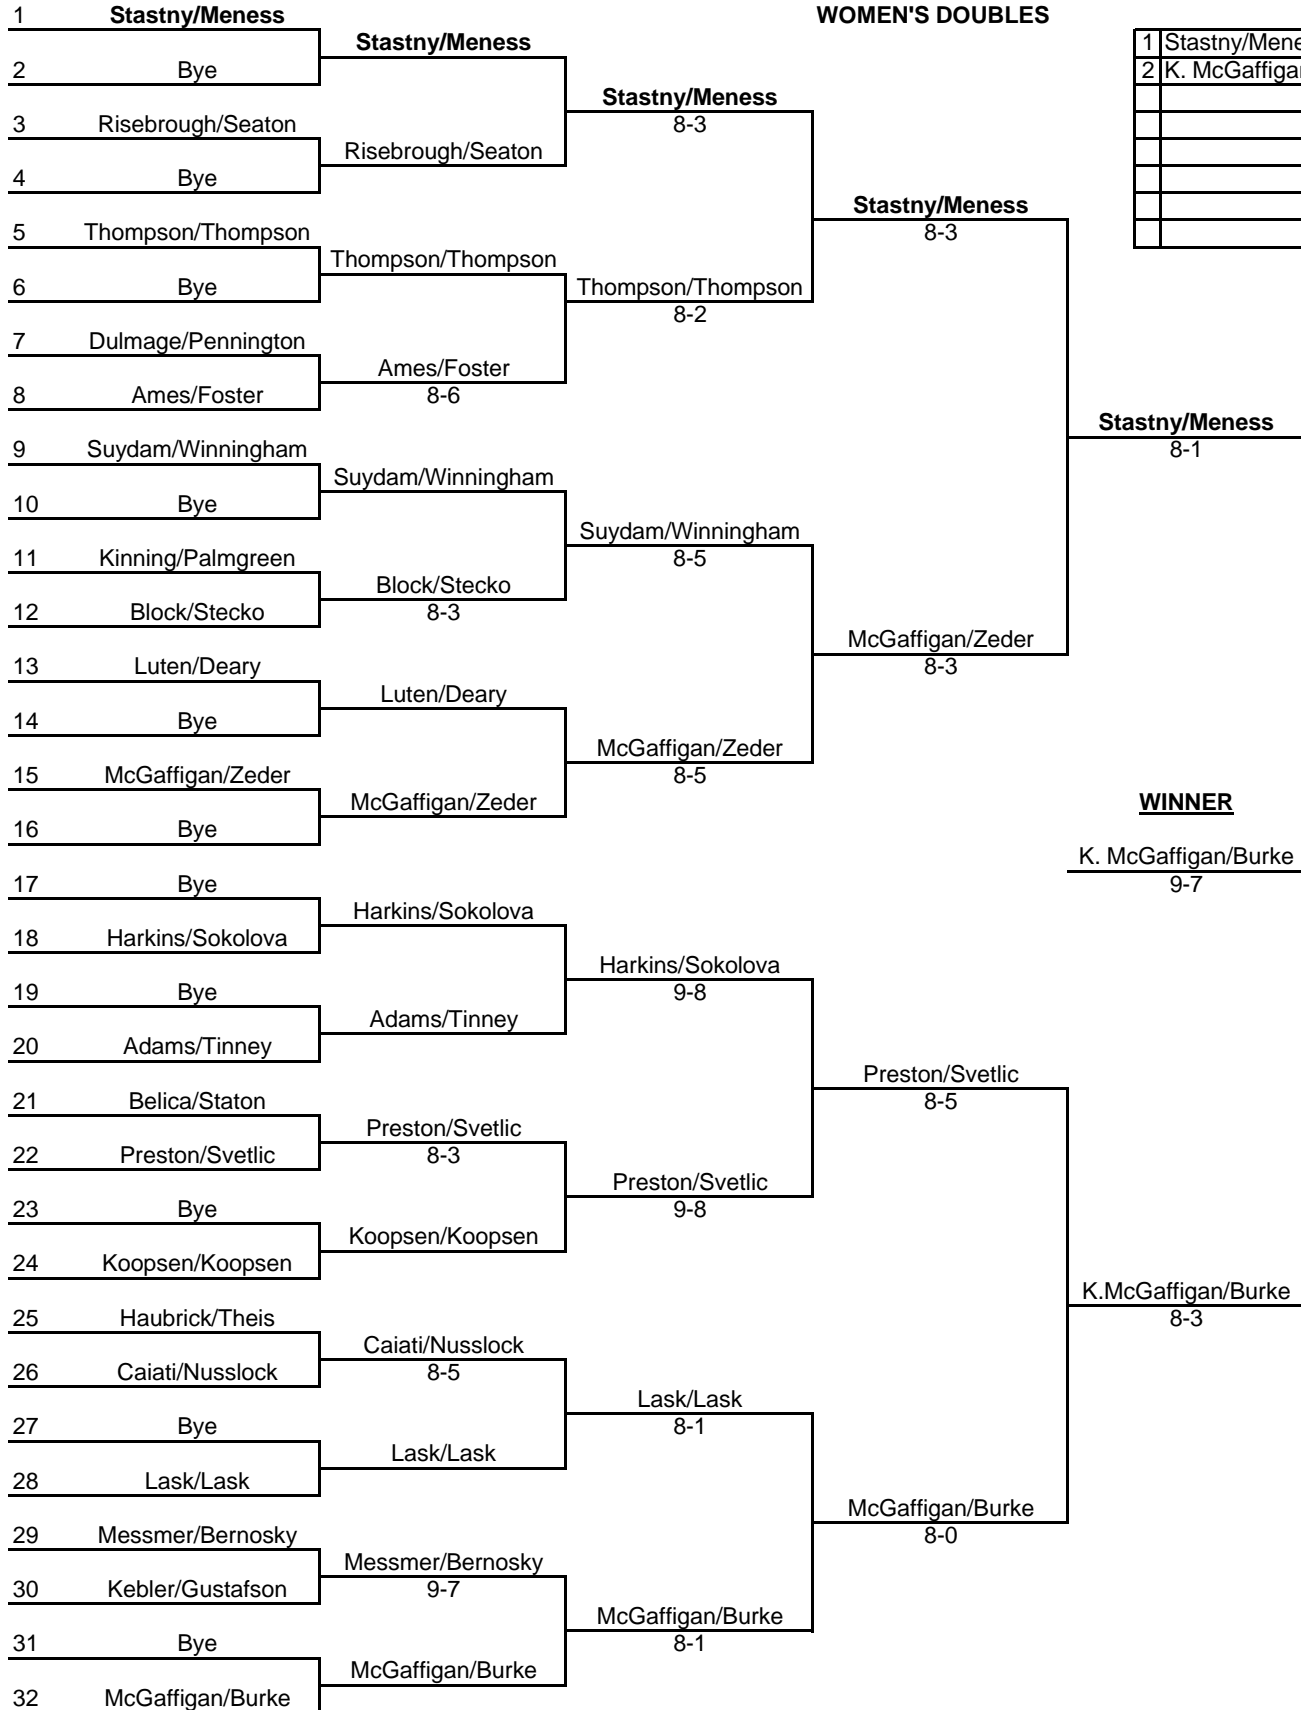 WOMEN'S DOUBLES
1 Stastny/Meness
2 Bye
3 Risebrough/Seaton
4 Bye
5 Thompson/Thompson
6 Bye
7 Dulmage/Pennington
8 Ames/Foster
9 Suydam/Winningham
10 Bye
11 Kinning/Palmgreen
12 Block/Stecko
13 Luten/Deary
14 Bye
15 McGaffigan/Zeder
16 Bye
17 Bye
18 Harkins/Sokolova
19 Bye
20 Adams/Tinney
21 Belica/Staton
22 Preston/Svetlic
23 Bye
24 Koopsen/Koopsen
25 Haubrick/Theis
26 Caiati/Nusslock
27 Bye
28 Lask/Lask
29 Messmer/Bernosky
30 Kebler/Gustafson
31 Bye
32 McGaffigan/Burke
Stastny/Meness
Risebrough/Seaton
Thompson/Thompson
Ames/Foster
8-6
Suydam/Winningham
Block/Stecko
8-3
Luten/Deary
McGaffigan/Zeder
Harkins/Sokolova
Adams/Tinney
Preston/Svetlic
8-3
Koopsen/Koopsen
Caiati/Nusslock
8-5
Lask/Lask
Messmer/Bernosky
9-7
McGaffigan/Burke
Stastny/Meness
8-3
Thompson/Thompson
8-2
Suydam/Winningham
8-5
McGaffigan/Zeder
8-5
Harkins/Sokolova
9-8
Preston/Svetlic
9-8
Lask/Lask
8-1
McGaffigan/Burke
8-1
Stastny/Meness
8-3
McGaffigan/Zeder
8-3
Preston/Svetlic
8-5
McGaffigan/Burke
8-0
Stastny/Meness
8-1
K.McGaffigan/Burke
8-3
WINNER
K. McGaffigan/Burke
9-7
1 Stastny/Mene
2 K. McGaffiga